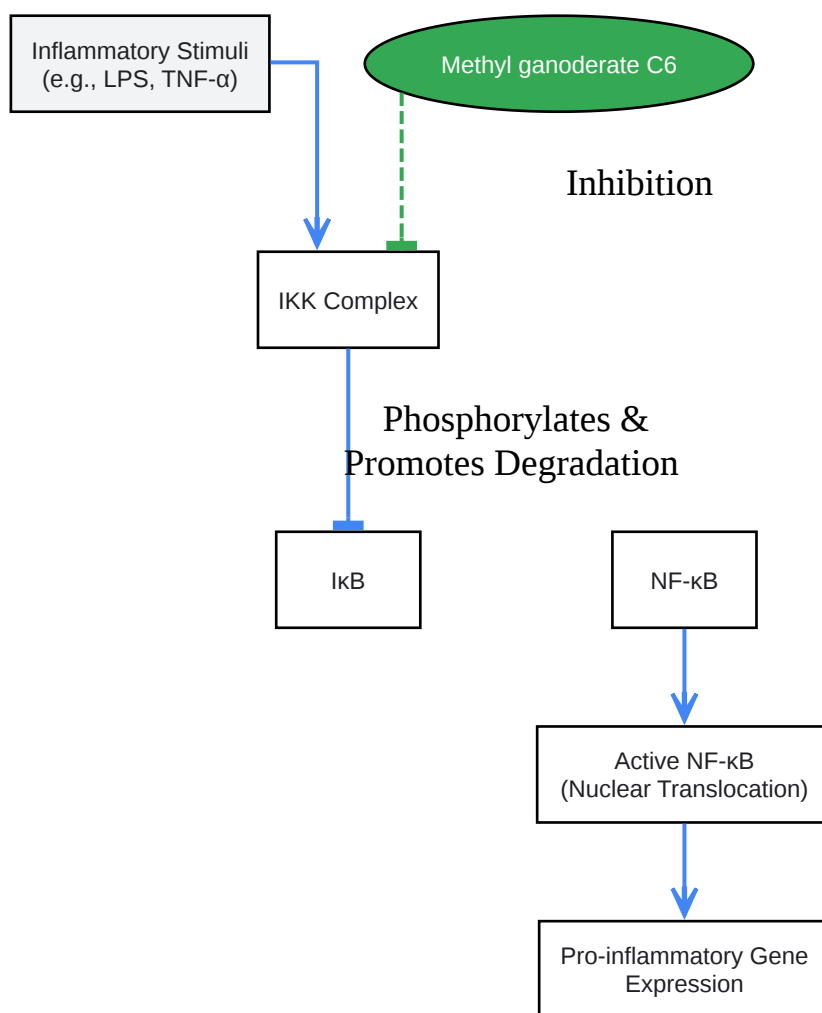 Inflammatory Stimuli
(e.g., LPS, TNF-α)
Methyl ganoderate C6
Inhibition
IKK Complex
Phosphorylates &
Promotes Degradation
IκB
NF-κB
Active NF-κB
(Nuclear Translocation)
Pro-inflammatory Gene
Expression